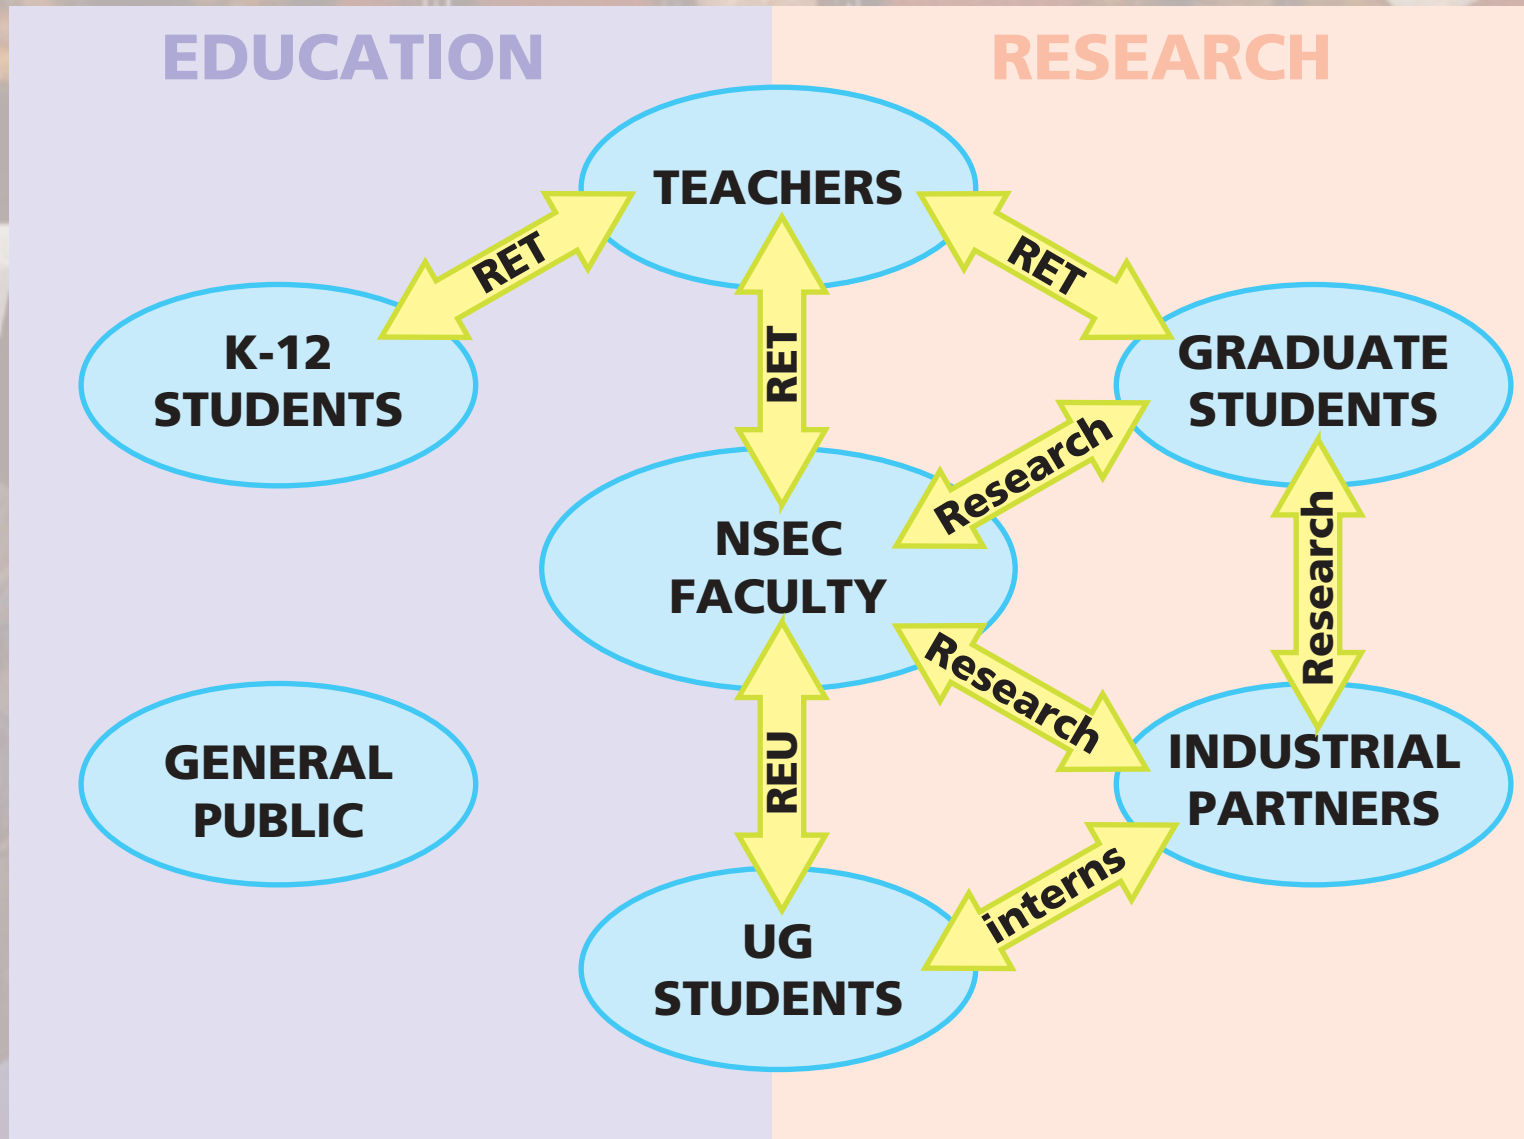 EDUCATION
RESEARCH
TEACHERS
RET
RET
K-12
STUDENTS
RET
GRADUATE
STUDENTS
Research
NSEC
FACULTY
Research
Research
GENERAL
PUBLIC
REU
INDUSTRIAL
PARTNERS
interns
UG
STUDENTS